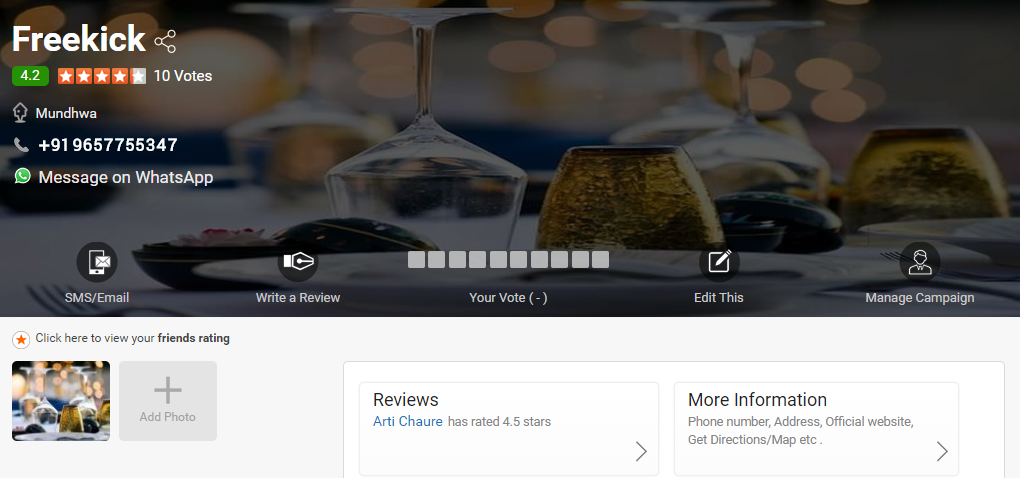 Freekick
4.2 10 Votes
Mundhwa
+91 9657755347
Message on WhatsApp
SMS/Email Write a Review Your Vote ( - ) Edit This Manage Campaign
Click here to view your friends rating
Add Photo
Reviews
Arti Chaure has rated 4.5 stars
More Information
Phone number, Address, Official website,
Get Directions/Map etc .